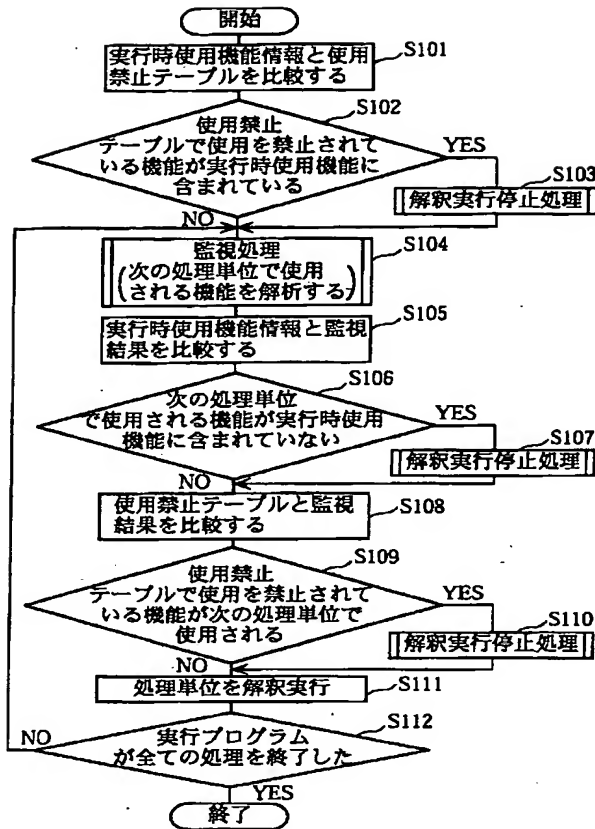 開始
実行時使用機能情報と使用
禁止テーブルを比較する
S101
S102
使用禁止
テーブルで使用を禁止されて
いる機能が実行時使用機能に
含まれている
YES
S103
解釈実行停止処理
NO
S104
監視処理
(次の処理単位で使用
される機能を解析する)
S105
実行時使用機能情報と監視
結果を比較する
S106
次の処理単位
で使用される機能が実行時使用
機能に含まれていない
YES
S107
解釈実行停止処理
NO
使用禁止テーブルと監視
結果を比較する
S108
S109
使用禁止
テーブルで使用を禁止されて
いる機能が次の処理単位で
使用される
YES
S110
解釈実行停止処理
NO
処理単位を解釈実行
S111
S112
NO
実行プログラム
が全ての処理を終了した
YES
終了